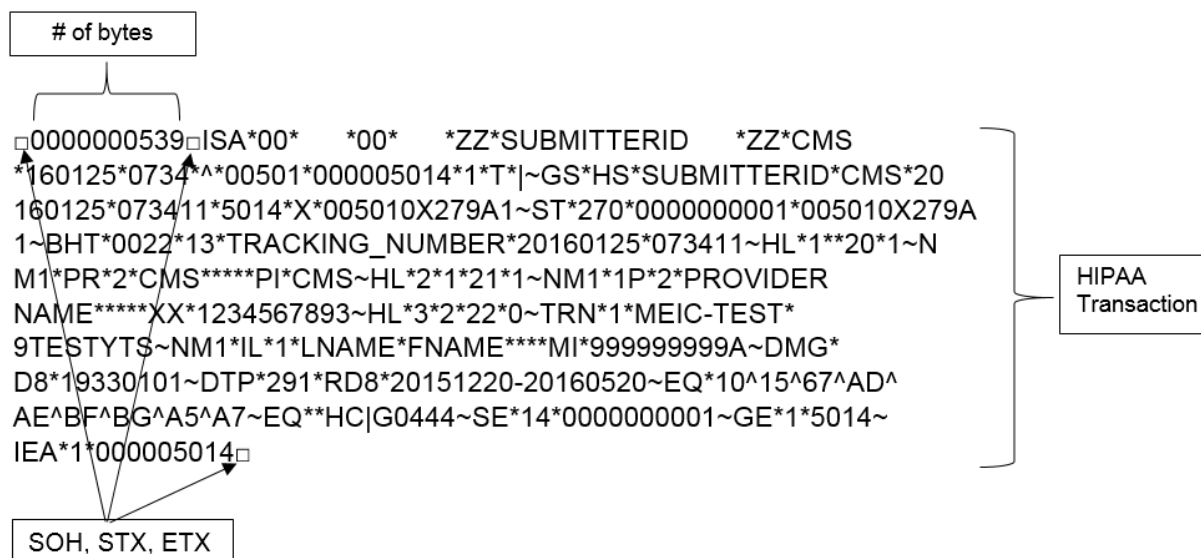 # of bytes
□0000000539□ISA*00* *00* *ZZ*SUBMITTERID *ZZ*CMS
*160125*0734*^*00501*000005014*1*T*|~GS*HS*SUBMITTERID*CMS*20
160125*073411*5014*X*005010X279A1~ST*270*0000000001*005010X279A
1~BHT*0022*13*TRACKING_NUMBER*20160125*073411~HL*1**20*1~N
M1*PR*2*CMS*****PI*CMS~HL*2*1*21*1~NM1*1P*2*PROVIDER
NAME*****XX*1234567893~HL*3*2*22*0~TRN*1*MEIC-TEST*
9TESTYTS~NM1*IL*1*LNAME*FNAME****MI*999999999A~DMG*
D8*19330101~DTP*291*RD8*20151220-20160520~EQ*10^15^67^AD^
AE^BF^BG^A5^A7~EQ**HC|G0444~SE*14*0000000001~GE*1*5014~
IEA*1*000005014□
HIPAA
Transaction
SOH, STX, ETX